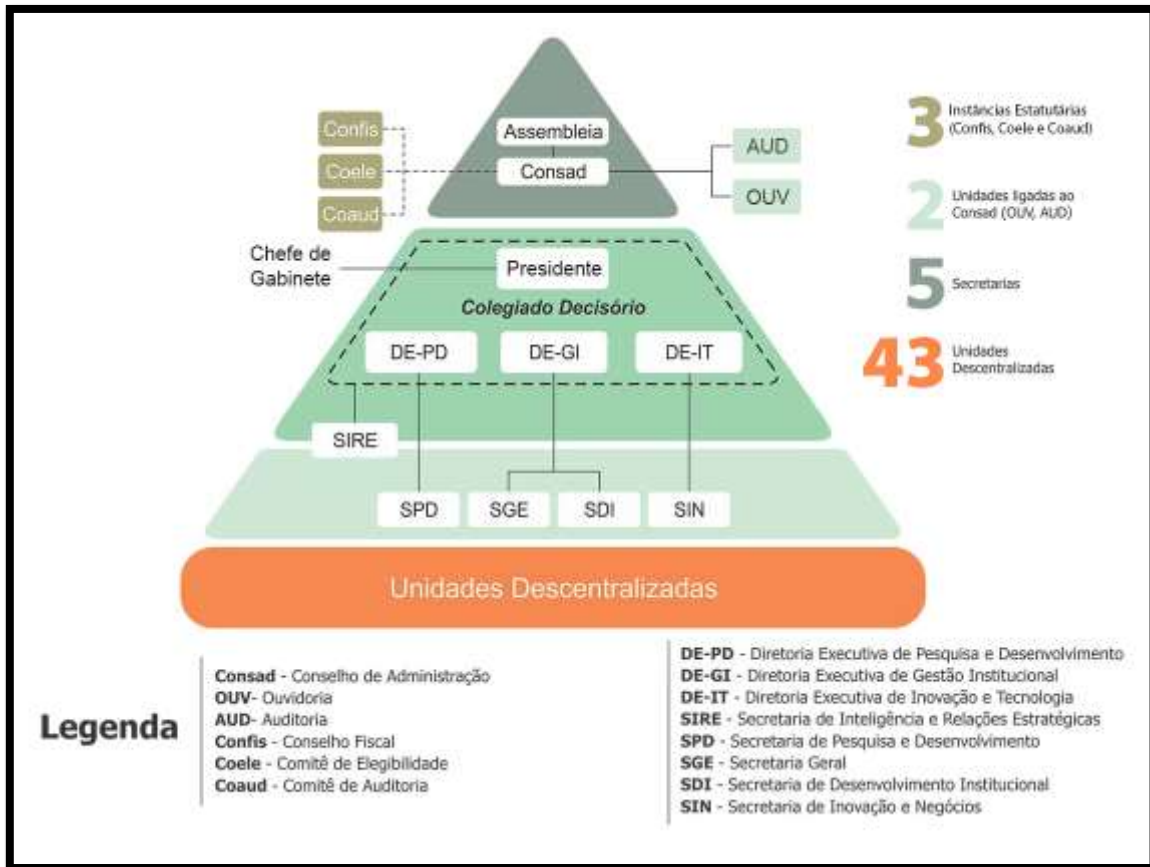 Confis
Coele
Coaud
Assembleia
Consad
AUD
OUV
3
Instâncias Estatutárias
(Confis, Coele e Coaud)
2
Unidades ligadas ao
Consad (OUV, AUD)
5
Secretarias
43
Unidades
Descentralizadas
Chefe de
Gabinete
Presidente
Colegiado Decisório
DE-PD
DE-GI
DE-IT
SIRE
SPD
SGE
SDI
SIN
Unidades Descentralizadas
Legenda
Consad - Conselho de Administração
OUV- Ouvidoria
AUD- Auditoria
Confis - Conselho Fiscal
Coele - Comitê de Elegibilidade
Coaud - Comitê de Auditoria
DE-PD - Diretoria Executiva de Pesquisa e Desenvolvimento
DE-GI - Diretoria Executiva de Gestão Institucional
DE-IT - Diretoria Executiva de Inovação e Tecnologia
SIRE - Secretaria de Inteligência e Relações Estratégicas
SPD - Secretaria de Pesquisa e Desenvolvimento
SGE - Secretaria Geral
SDI - Secretaria de Desenvolvimento Institucional
SIN - Secretaria de Inovação e Negócios